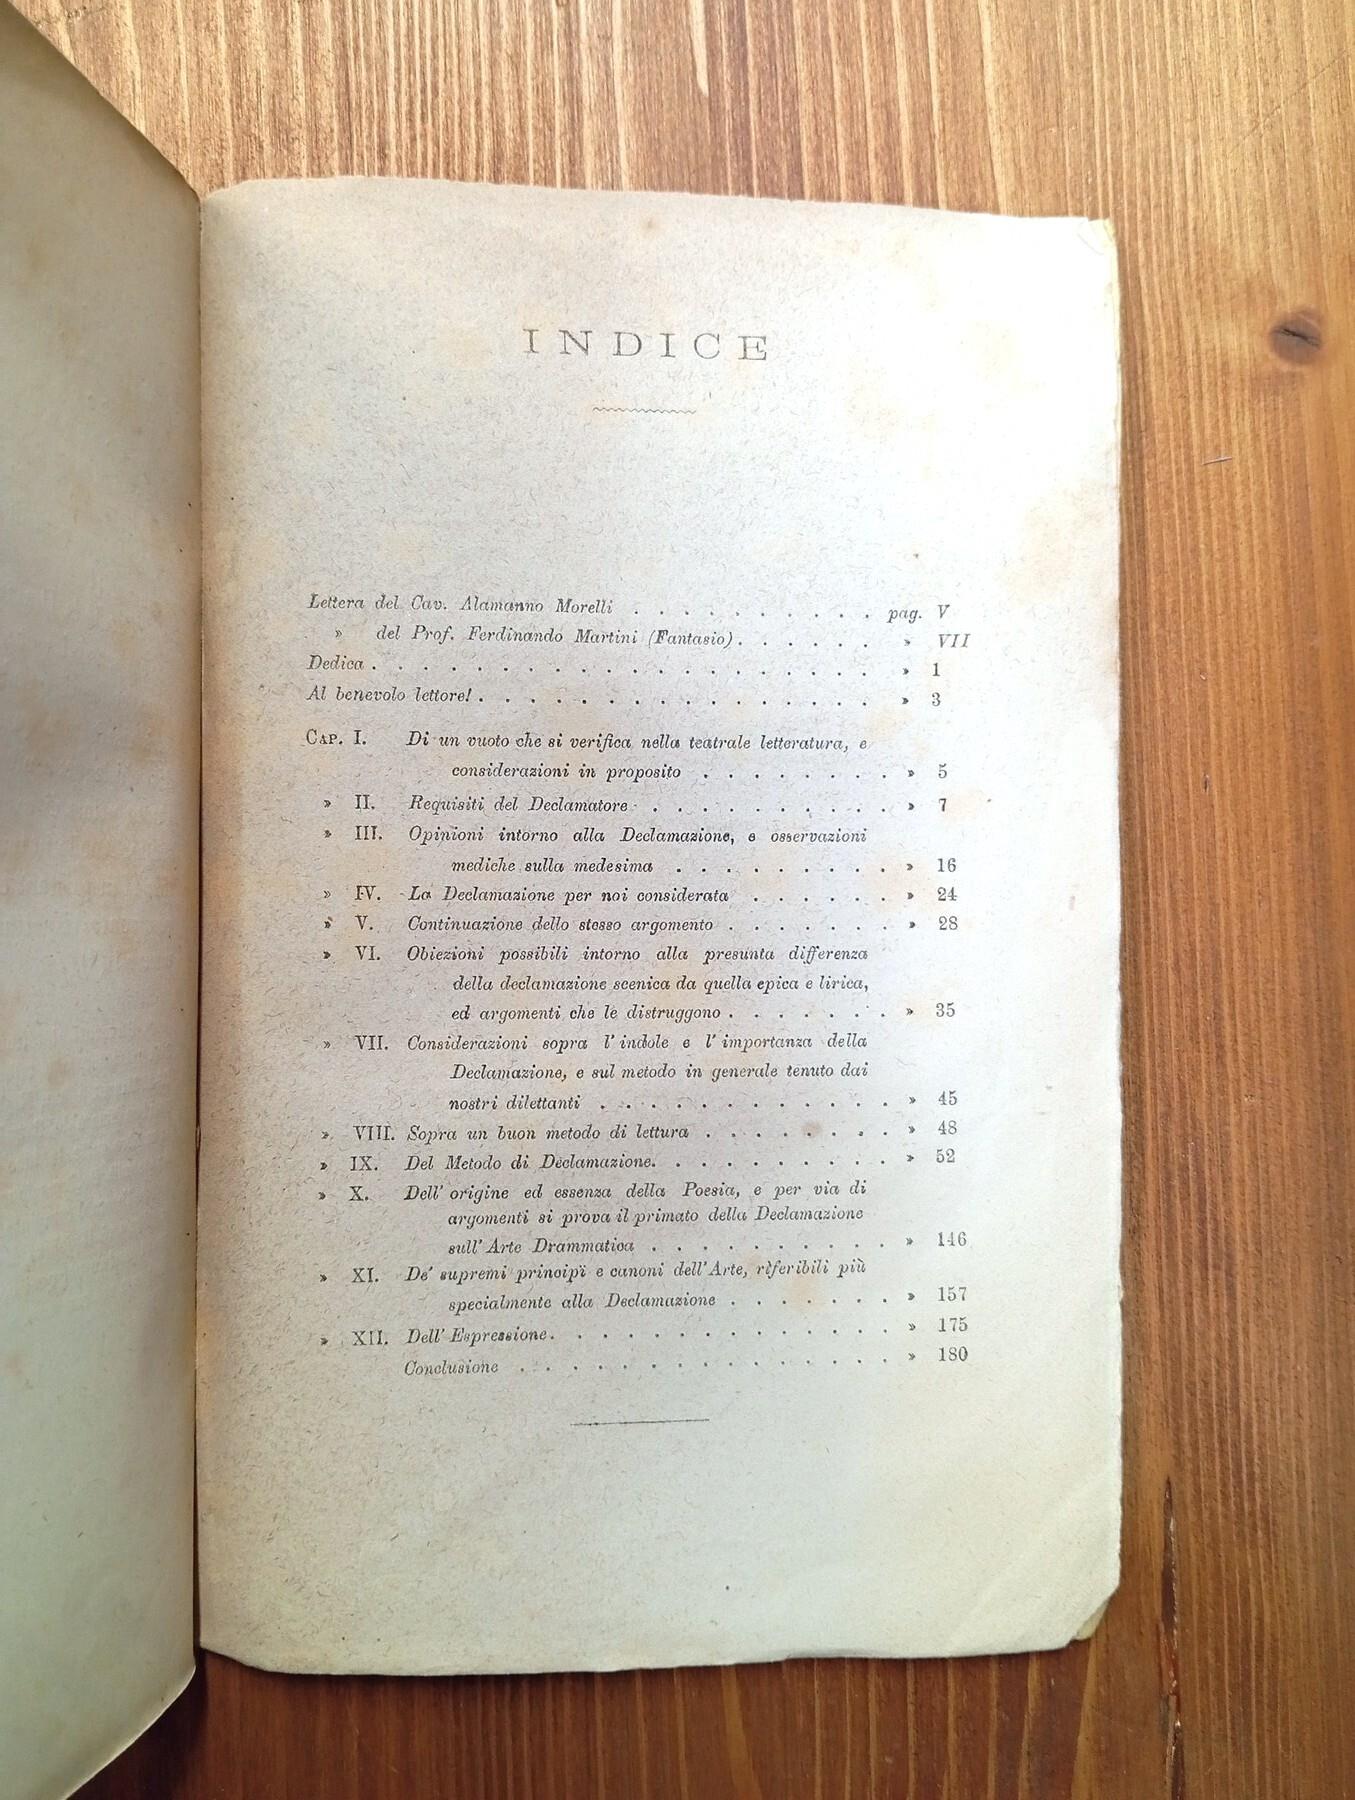 INDICE
Lettera del Cav. Alamanno Morelli . . . . . . . . . . pag. V
» del Prof. Ferdinando Martini (Fantasio) . . . . . . » VII
Dedica . . . . . . . . . . . . . . . . . » 1
Al benevolo lettore! . . . . . . . . . . . . . . . » 3
CAP. I. Di un vuoto che si verifica nella teatrale letteratura, e
considerazioni in proposito . . . . . . . . » 5
» II. Requisiti del Declamatore . . . . . . . . . . » 7
» III. Opinioni intorno alla Declamazione, e osservazioni
mediche sulla medesima . . . . . . . . . » 16
» IV. La Declamazione per noi considerata . . . . . . » 24
» V. Continuazione dello stesso argomento . . . . . . . » 28
» VI. Obiezioni possibili intorno alla presunta differenza
della declamazione scenica da quella epica e lirica,
ed argomenti che le distruggono . . . . . . . » 35
» VII. Considerazioni sopra l'indole e l'importanza della
Declamazione, e sul metodo in generale tenuto dai
nostri dilettanti . . . . . . . . . . . . » 45
» VIII. Sopra un buon metodo di lettura . . . . . . . . » 48
» IX. Del Metodo di Declamazione. . . . . . . . . . » 52
» X. Dell'origine ed essenza della Poesia, e per via di
argomenti si prova il primato della Declamazione
sull'Arte Drammatica . . . . . . . . . . » 146
» XI. De' supremi principî e canoni dell'Arte, riferibili più
specialmente alla Declamazione . . . . . . . » 157
» XII. Dell'Espressione. . . . . . . . . . . . . . » 175
Conclusione . . . . . . . . . . . . . . . » 180